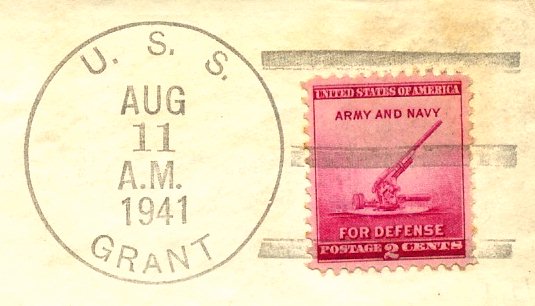 U. S. S.
AUG
11
A.M.
1941
GRANT
UNITED STATES OF AMERICA
ARMY AND NAVY
FOR DEFENSE
POSTAGE 2 CENTS